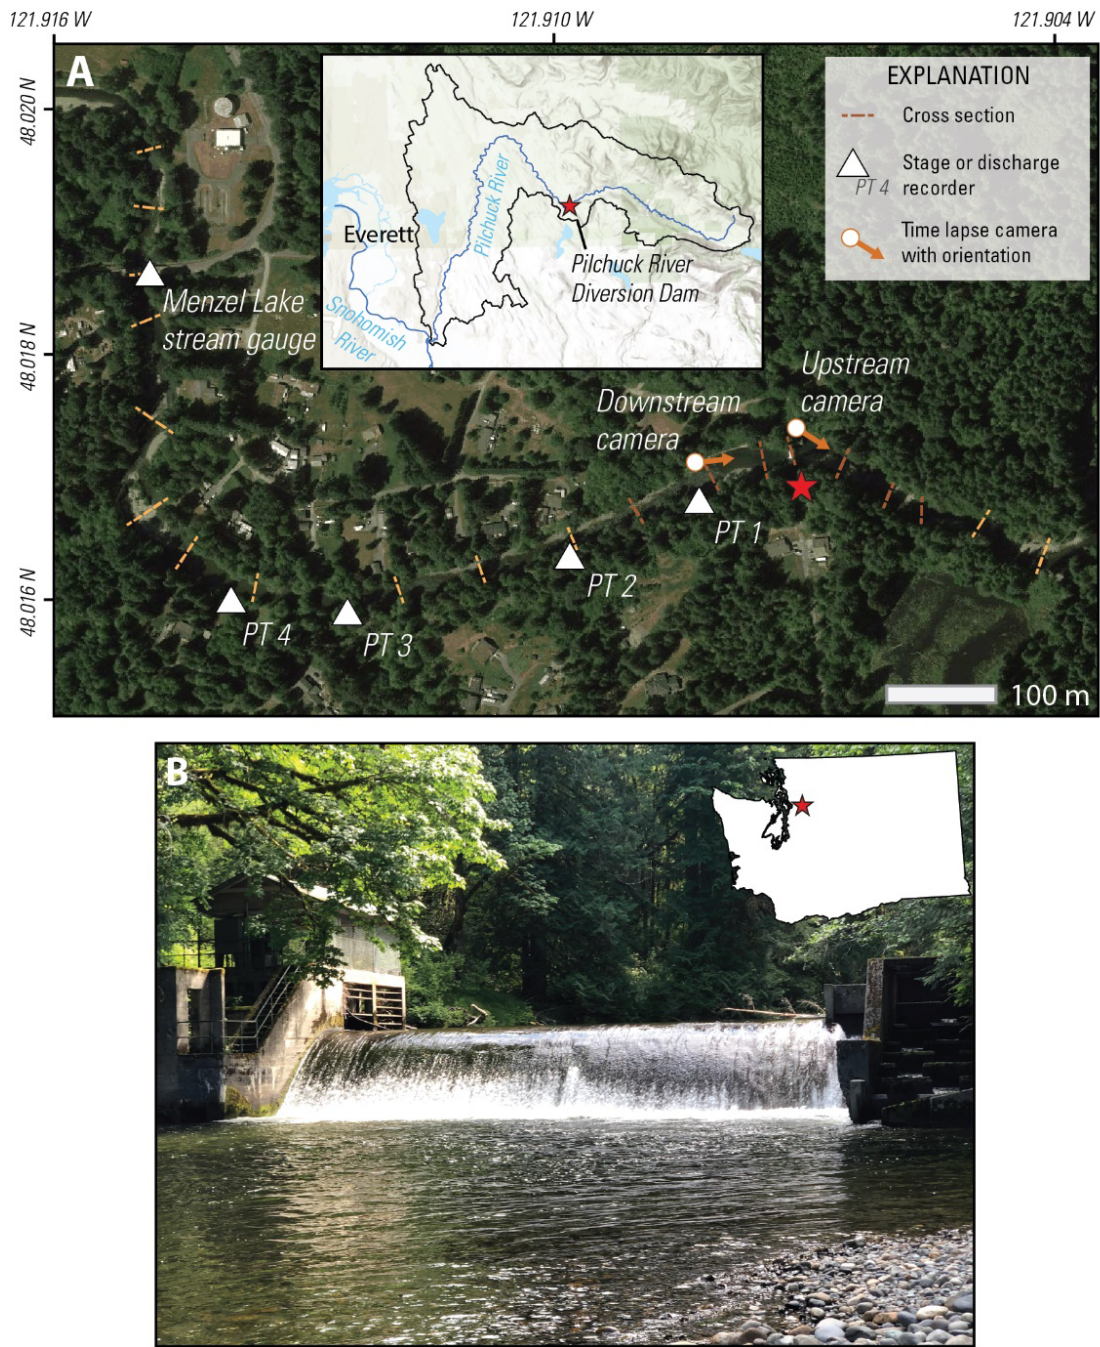 121.916 W
121.910 W
121.904 W
48.020 N
48.018 N
48.016 N
A
EXPLANATION
Cross section
Stage or discharge
recorder
PT 4
Time lapse camera
with orientation
Everett
Pilchuck River
Pilchuck River
Diversion Dam
Snohomish
River
Menzel Lake
stream gauge
Upstream
camera
Downstream
camera
PT 1
PT 2
PT 3
PT 4
100 m
B